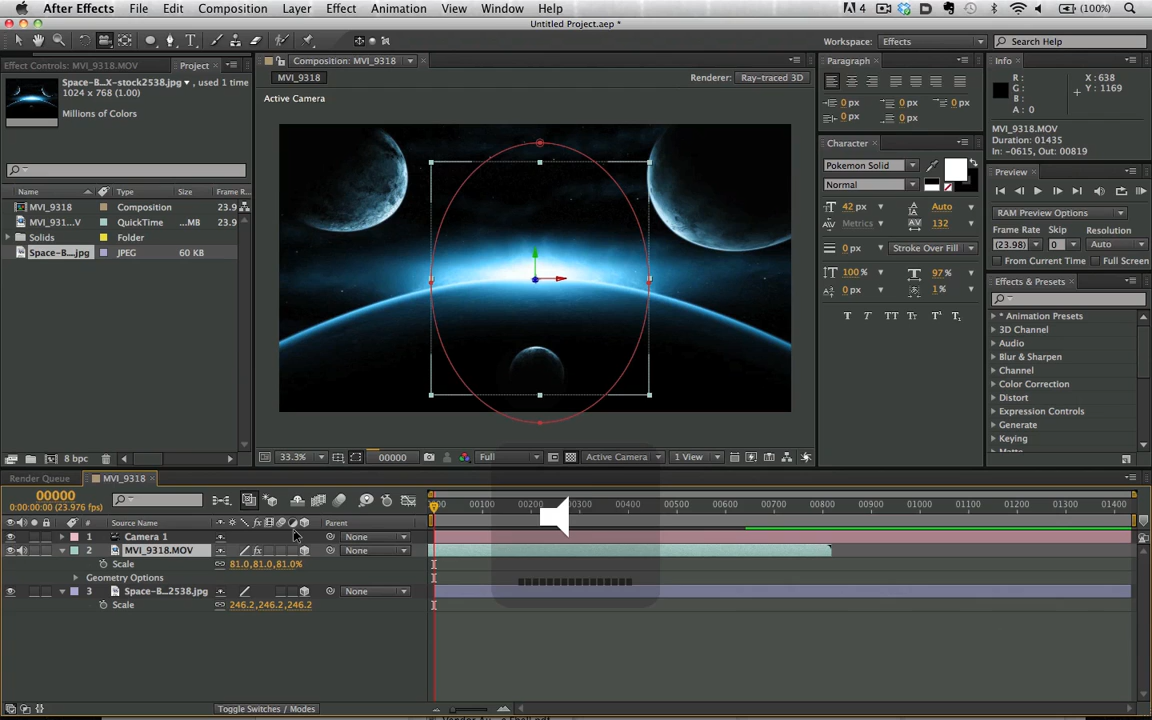 After Effects File Edit Composition Layer Effect Animation View Window Help 4 (100%)
Untitled Project.aep *
Workspace: Effects Search Help
Effect Controls: MVI_9318.MOV Project
Space-B...X-stock2538.jpg , used 1 time
1024 x 768 (1.00)
Millions of Colors
Name Type Size Frame R...
MVI_9318 Composition 23.9
MVI_931...V QuickTime ...MB 23.9
Solids Folder
Space-B...jpg JPEG 60 KB
8 bpc
Composition: MVI_9318
MVI_9318
Renderer: Ray-traced 3D
Active Camera
33.3% 00000 Full Active Camera 1 View
Paragraph
0 px 0 px 0 px
0 px 0 px
Character
Pokemon Solid
Normal
42 px Auto
Metrics 132
0 px Stroke Over Fill
100% 97%
0 px 1%
T T TT Tt T¹ T₁
Info
R : X : 638
G : Y : 1169
B :
A : 0
MVI_9318.MOV
Duration: 01435
In: -0615, Out: 00819
Preview
RAM Preview Options
Frame Rate Skip Resolution
(23.98) 0 Auto
From Current Time Full Screen
Effects & Presets
* Animation Presets
3D Channel
Audio
Blur & Sharpen
Channel
Color Correction
Distort
Expression Controls
Generate
Keying
Render Queue MVI_9318
00000
0:00:00:00 (23.976 fps)
# Source Name Parent
1 Camera 1 None
2 MVI_9318.MOV None
Scale 81.0,81.0,81.0%
Geometry Options
3 Space-B...2538.jpg None
Scale 246.2,246.2,246.2
00100 00200 00300 00400 00500 00600 00700 00800 00900 01000 01100 01200 01300 01400
Toggle Switches / Modes